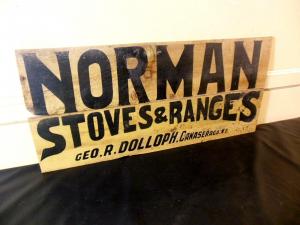 NORMAN
STOVES & RANGES
GEO. R. DOLLOPH. CANASERAGA. N.Y.